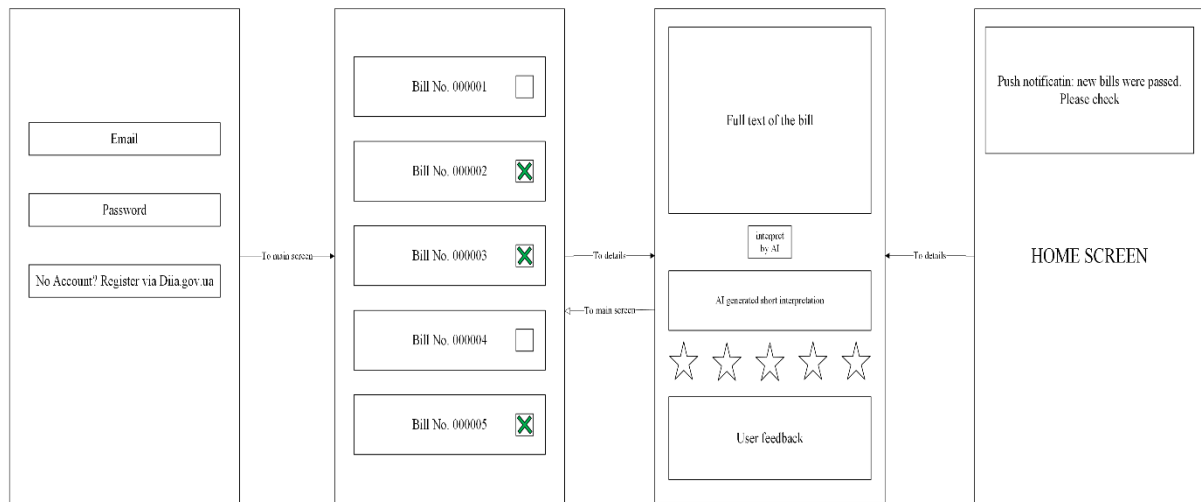 Email
Password
No Account? Register via Diia.gov.ua
To main screen
Bill No. 000001
Bill No. 000002
Bill No. 000003
Bill No. 000004
Bill No. 000005
To details
To main screen
Full text of the bill
interpret
by AI
AI generated short interpretation
User feedback
To details
Push notificatin: new bills were passed.
Please check
HOME SCREEN